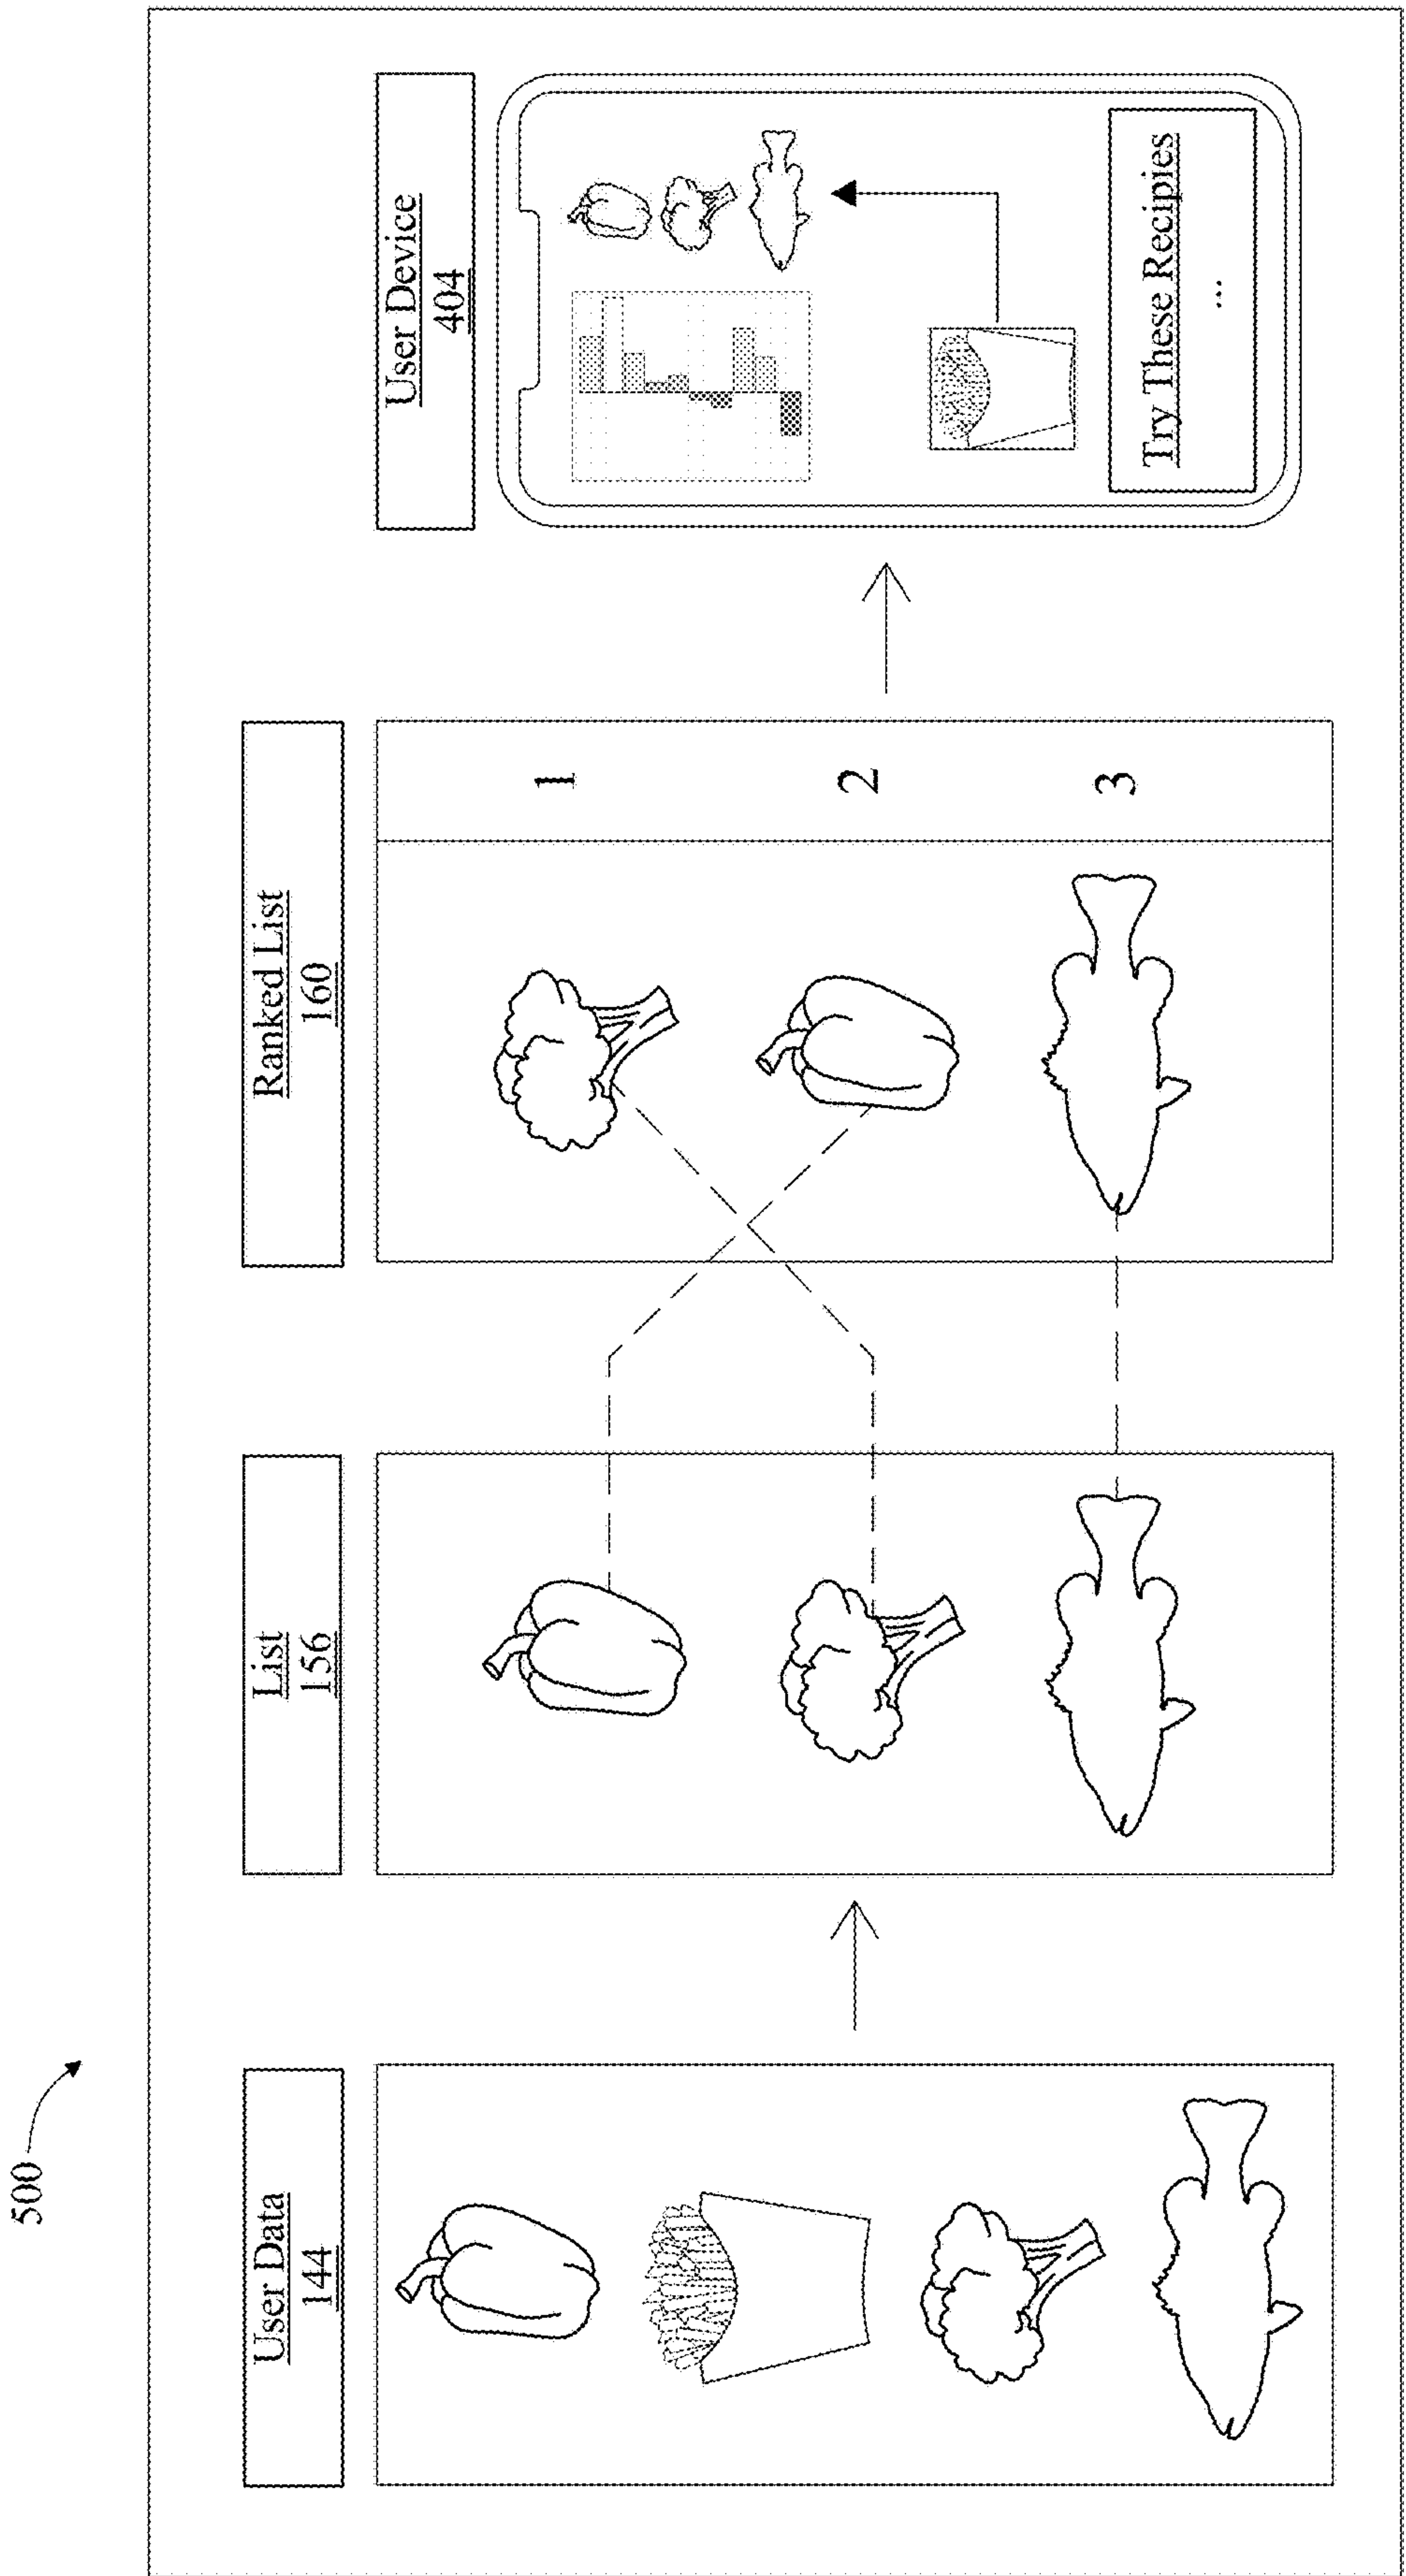 500
User Data
144
List
156
Ranked List
160
1
2
3
User Device
404
Try These Recipies
...